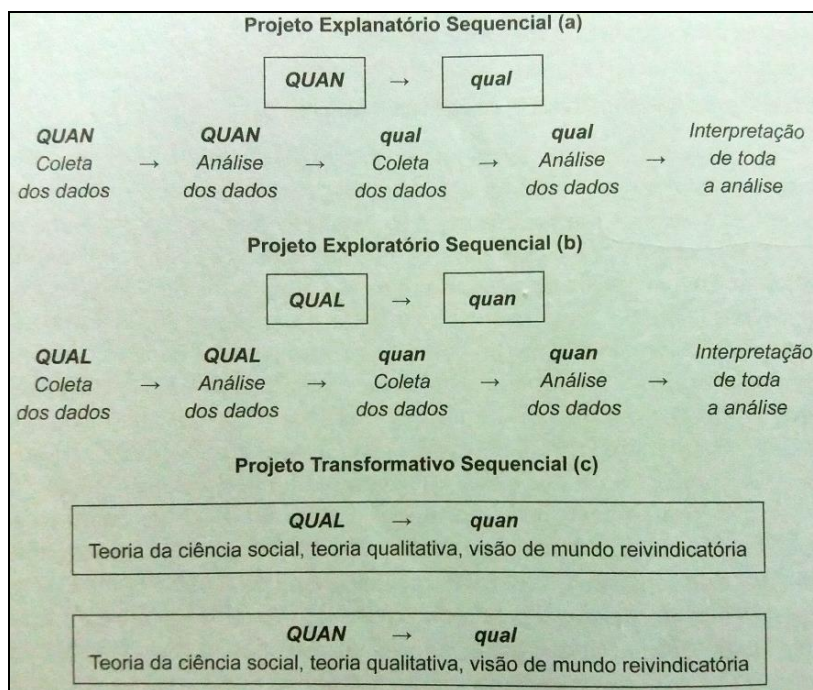 Projeto Explanatório Sequencial (a)
QUAN → qual
QUAN QUAN qual qual Interpretação
Coleta → Análise → Coleta → Análise → de toda
dos dados dos dados dos dados dos dados a análise
Projeto Exploratório Sequencial (b)
QUAL → quan
QUAL QUAL quan quan Interpretação
Coleta → Análise → Coleta → Análise → de toda
dos dados dos dados dos dados dos dados a análise
Projeto Transformativo Sequencial (c)
QUAL → quan
Teoria da ciência social, teoria qualitativa, visão de mundo reivindicatória
QUAN → qual
Teoria da ciência social, teoria qualitativa, visão de mundo reivindicatória